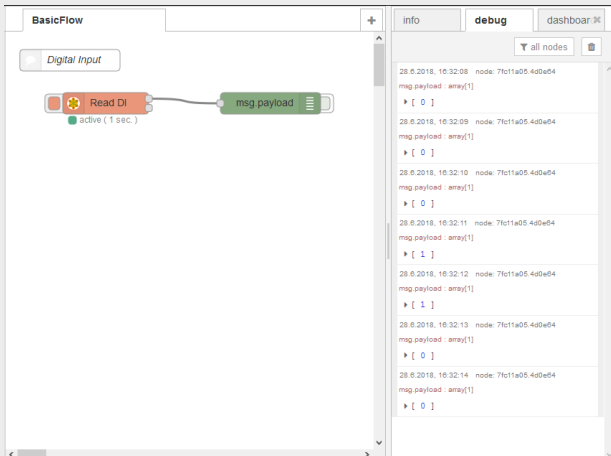 BasicFlow
+
info
debug
dashboar
all nodes
Digital Input
Read DI
active ( 1 sec. )
msg.payload
28.6.2018, 16:32:08 node: 7fc11a05.4d0e64
msg.payload : array[1]
[ 0 ]
28.6.2018, 16:32:09 node: 7fc11a05.4d0e64
msg.payload : array[1]
[ 0 ]
28.6.2018, 16:32:10 node: 7fc11a05.4d0e64
msg.payload : array[1]
[ 0 ]
28.6.2018, 16:32:11 node: 7fc11a05.4d0e64
msg.payload : array[1]
[ 1 ]
28.6.2018, 16:32:12 node: 7fc11a05.4d0e64
msg.payload : array[1]
[ 1 ]
28.6.2018, 16:32:13 node: 7fc11a05.4d0e64
msg.payload : array[1]
[ 0 ]
28.6.2018, 16:32:14 node: 7fc11a05.4d0e64
msg.payload : array[1]
[ 0 ]